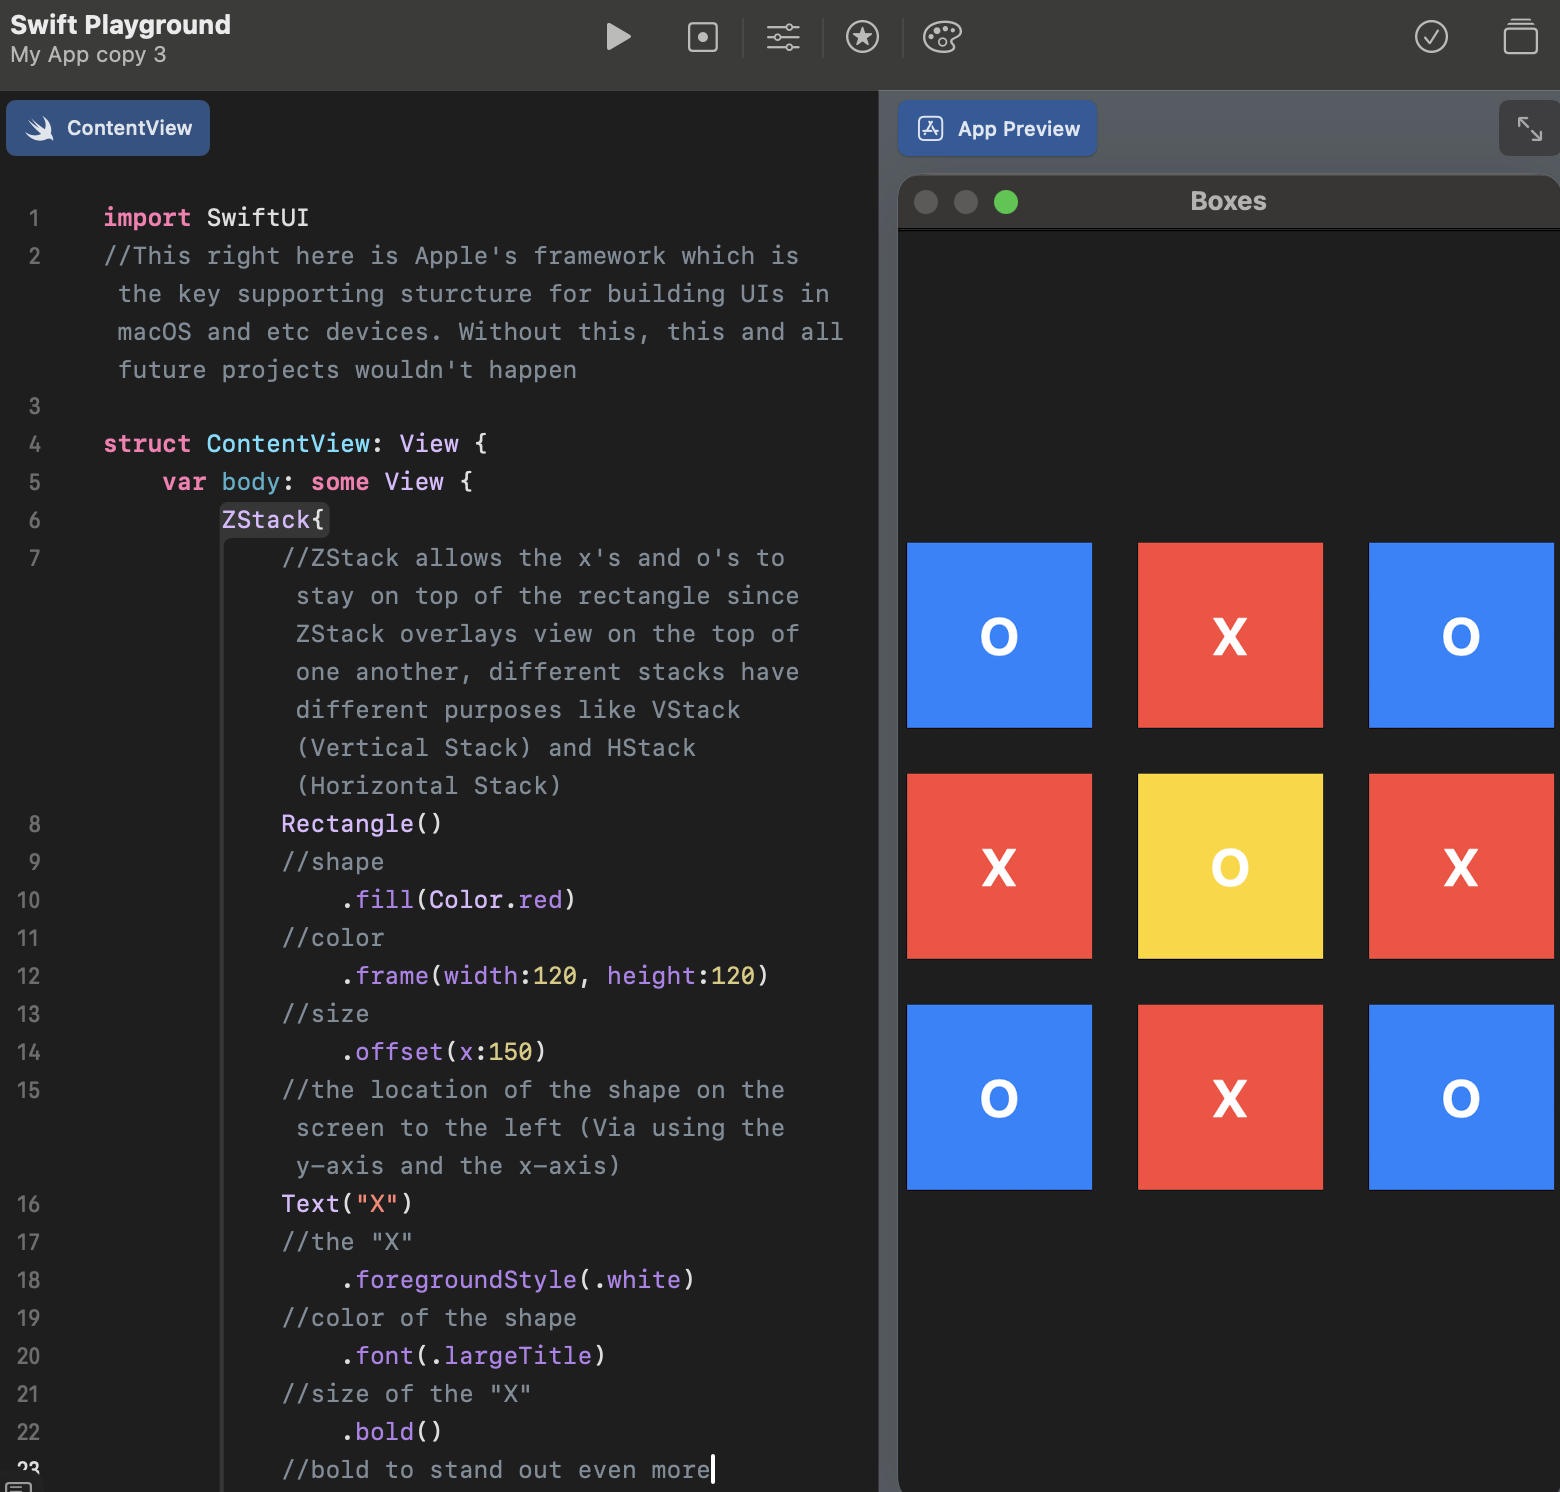 Swift Playground
My App copy 3
ContentView
App Preview
Boxes
1 import SwiftUI
2 //This right here is Apple's framework which is
the key supporting sturcture for building UIs in
macOS and etc devices. Without this, this and all
future projects wouldn't happen
3
4 struct ContentView: View {
5 var body: some View {
6 ZStack{
7 //ZStack allows the x's and o's to
stay on top of the rectangle since
ZStack overlays view on the top of
one another, different stacks have
different purposes like VStack
(Vertical Stack) and HStack
(Horizontal Stack)
8 Rectangle()
9 //shape
10 .fill(Color.red)
11 //color
12 .frame(width:120, height:120)
13 //size
14 .offset(x:150)
15 //the location of the shape on the
screen to the left (Via using the
y-axis and the x-axis)
16 Text("X")
17 //the "X"
18 .foregroundStyle(.white)
19 //color of the shape
20 .font(.largeTitle)
21 //size of the "X"
22 .bold()
23 //bold to stand out even more
O X O
X O X
O X O